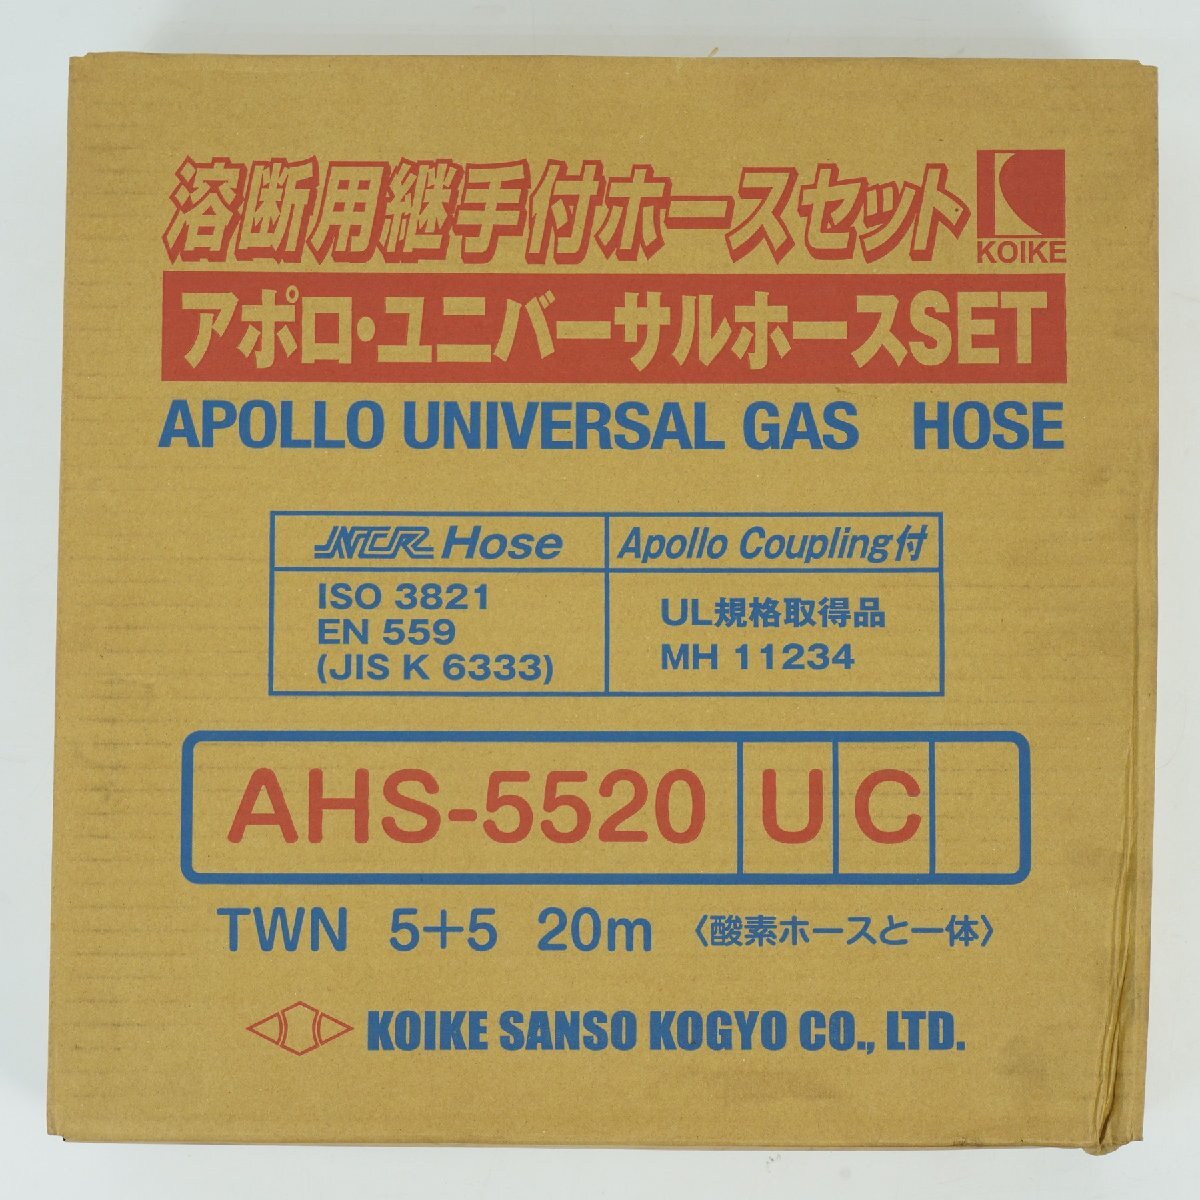 溶断用継手付ホースセット
KOIKE
アポロ・ユニバーサルホースSET
APOLLO UNIVERSAL GAS HOSE
NCR Hose
Apollo Coupling付
ISO 3821
EN 559
(JIS K 6333)
UL規格取得品
MH 11234
AHS-5520 U C
TWN 5+5 20m 〈酸素ホースと一体〉
KOIKE SANSO KOGYO CO., LTD.